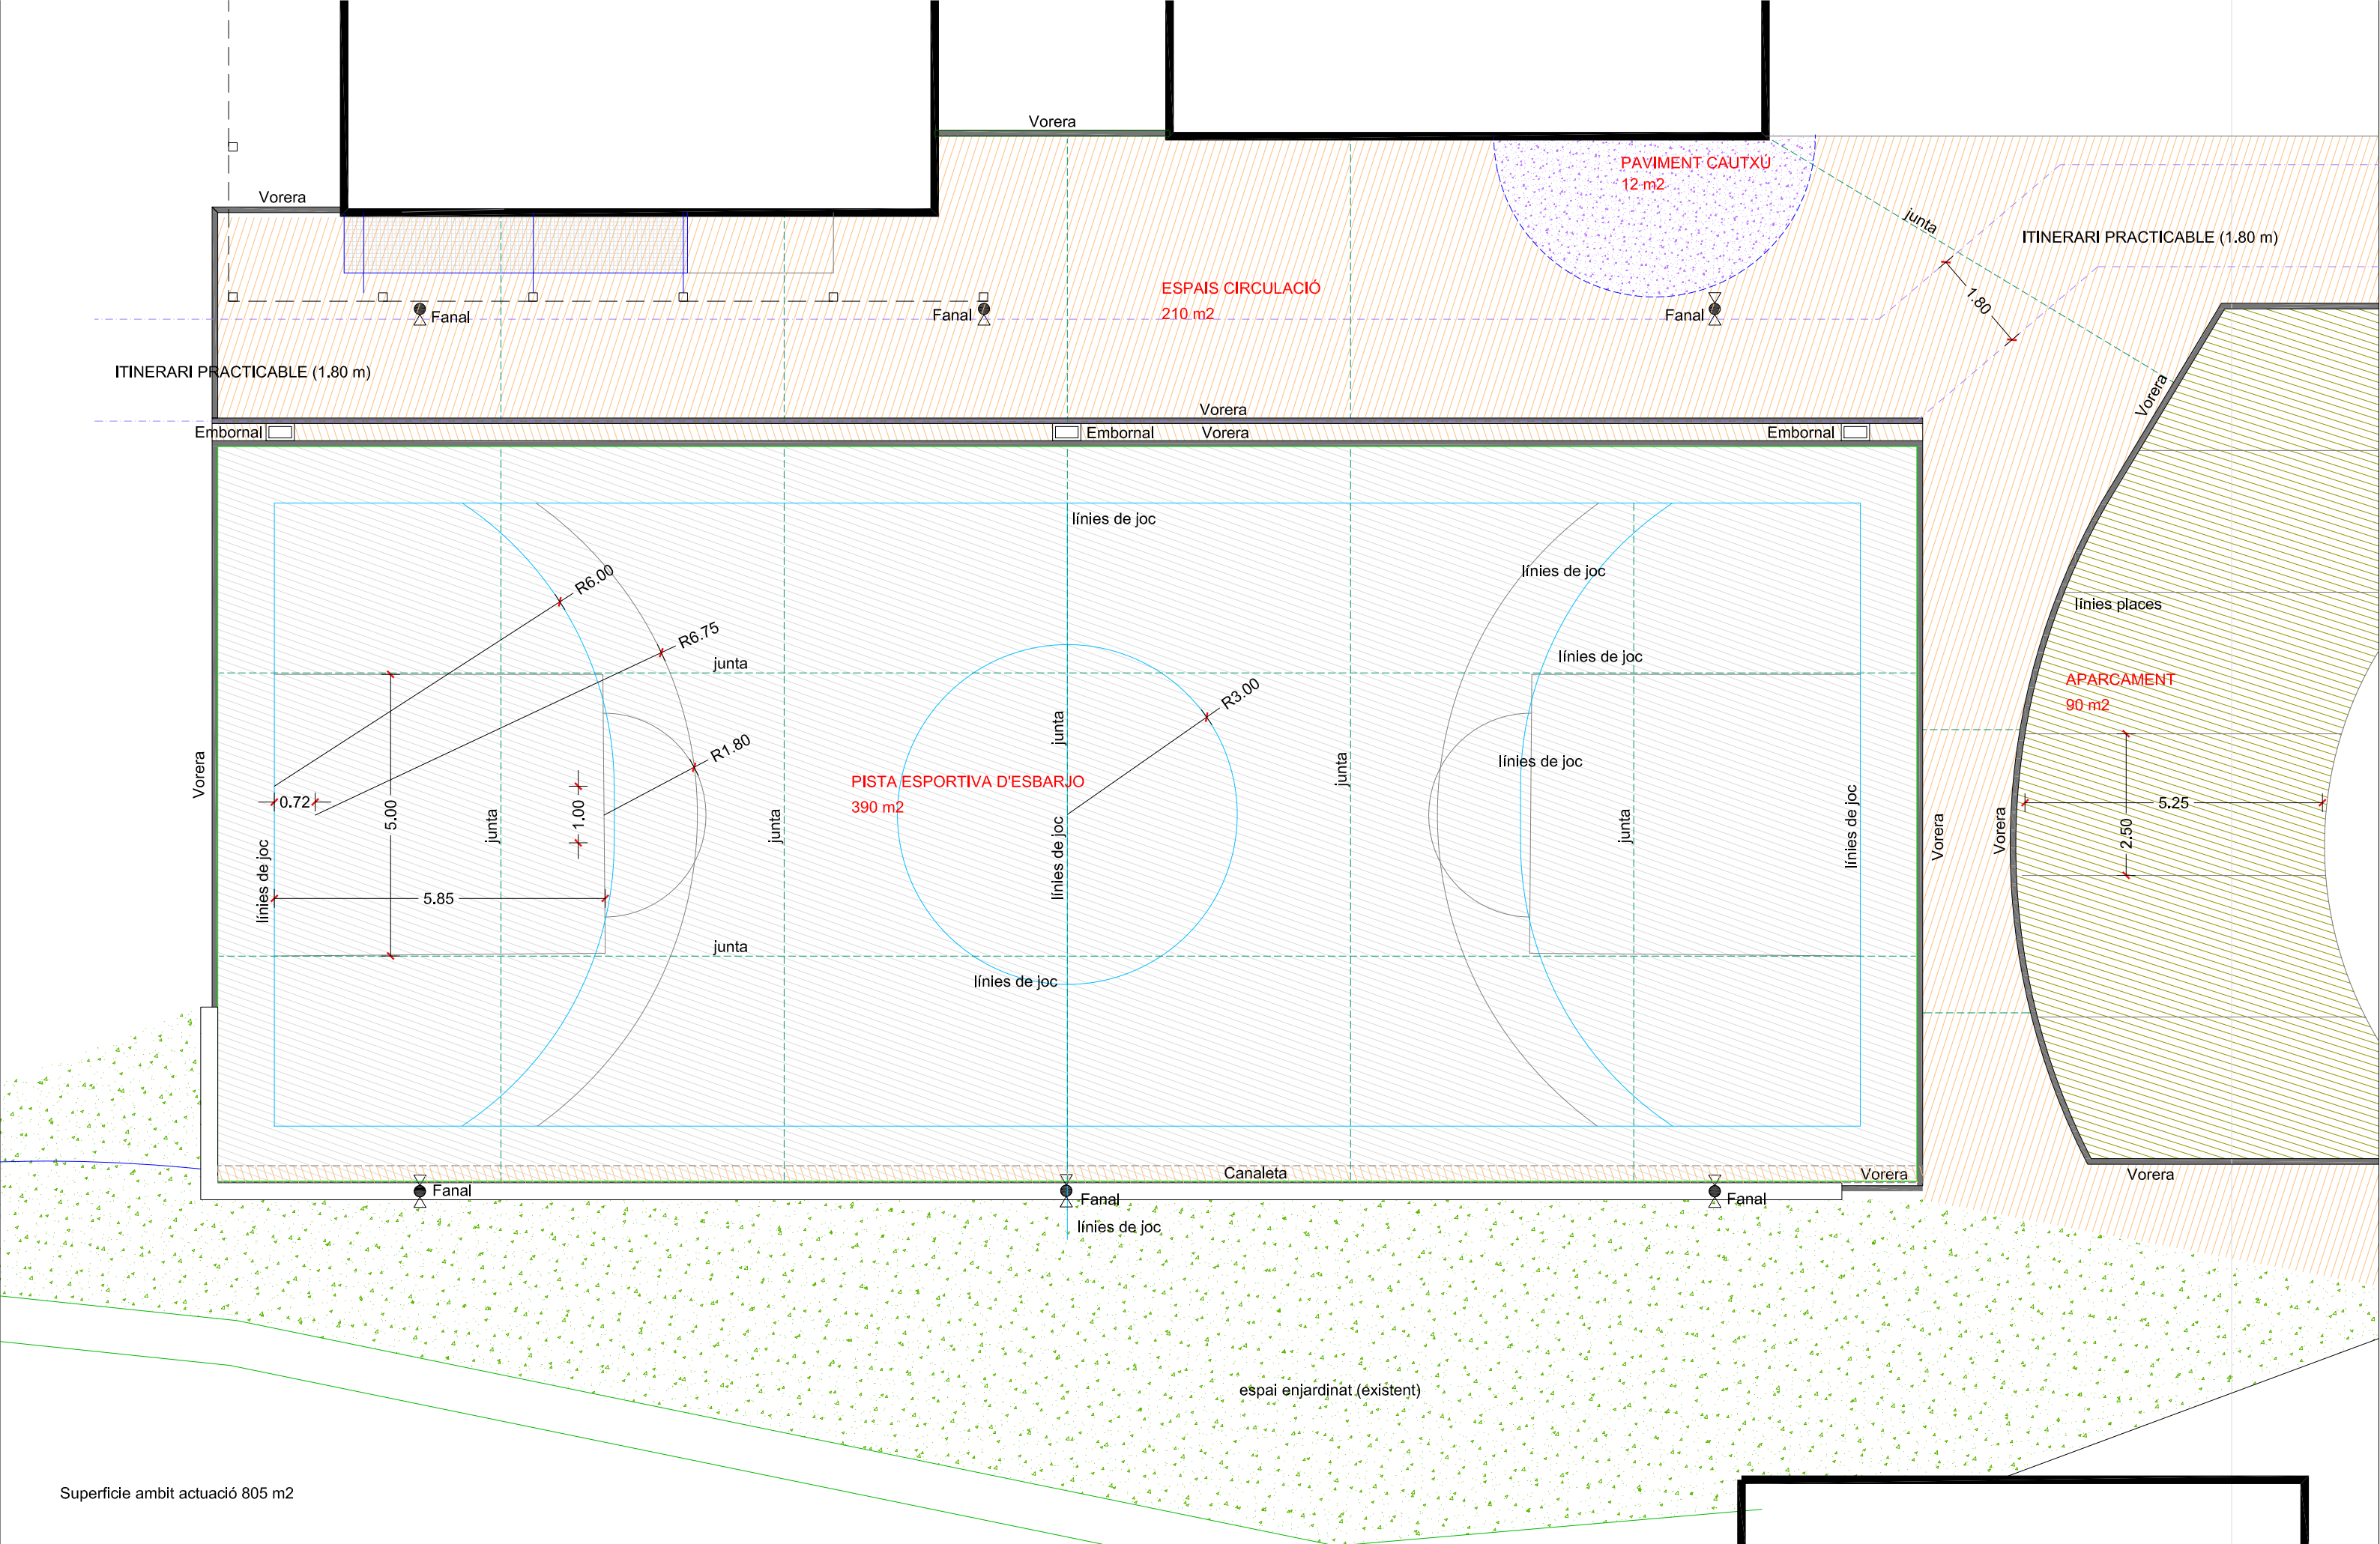 Vorera
PAVIMENT CAUTXÚ
12 m2
Vorera
junta
ITINERARI PRACTICABLE (1.80 m)
ESPAIS CIRCULACIÓ
210 m2
1.80
Fanal
Fanal
Fanal
ITINERARI PRACTICABLE (1.80 m)
Vorera
Vorera
Embornal
Embornal
Vorera
Embornal
línies de joc
línies de joc
R6.00
línies places
R6.75
junta
línies de joc
APARCAMENT
90 m2
R3.00
junta
R1.80
Vorera
junta
línies de joc
PISTA ESPORTIVA D'ESBARJO
390 m2
0.72
5.00
1.00
junta
junta
junta
línies de joc
Vorera
Vorera
5.25
2.50
línies de joc
línies de joc
5.85
junta
línies de joc
Canaleta
Vorera
Vorera
Fanal
Fanal
Fanal
línies de joc
espai enjardinat (existent)
Superficie ambit actuació 805 m2